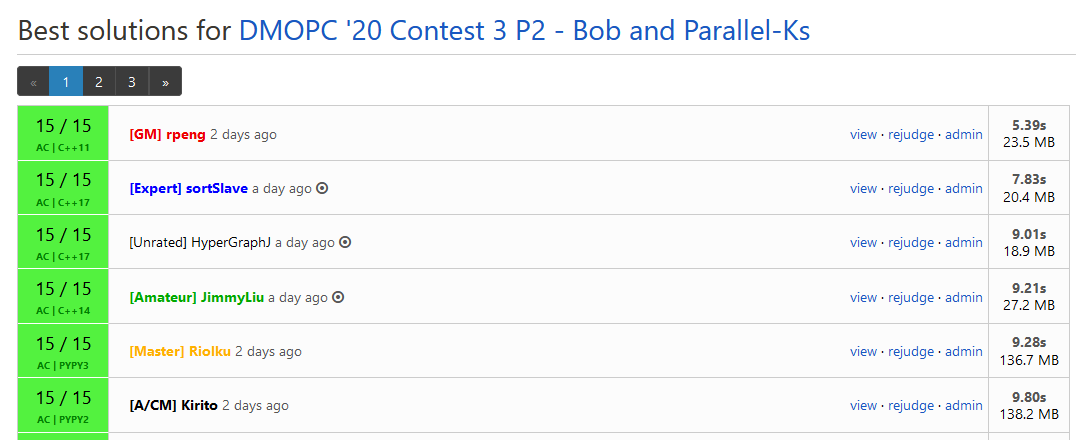 Best solutions for DMOPC '20 Contest 3 P2 - Bob and Parallel-Ks
« 1 2 3 »
15 / 15
AC | C++11
[GM] rpeng 2 days ago
view · rejudge · admin
5.39s
23.5 MB
15 / 15
AC | C++17
[Expert] sortSlave a day ago
view · rejudge · admin
7.83s
20.4 MB
15 / 15
AC | C++17
[Unrated] HyperGraphJ a day ago
view · rejudge · admin
9.01s
18.9 MB
15 / 15
AC | C++14
[Amateur] JimmyLiu a day ago
view · rejudge · admin
9.21s
27.2 MB
15 / 15
AC | PYPY3
[Master] Riolku 2 days ago
view · rejudge · admin
9.28s
136.7 MB
15 / 15
AC | PYPY2
[A/CM] Kirito 2 days ago
view · rejudge · admin
9.80s
138.2 MB